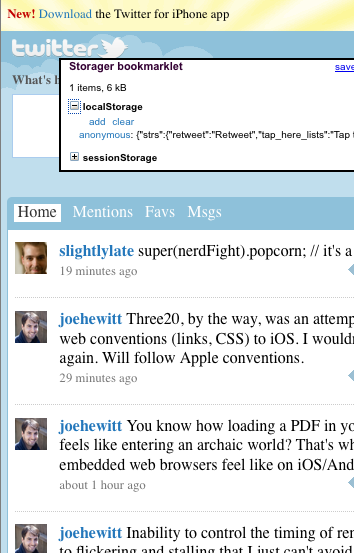 New! Download the Twitter for iPhone app
twitter
What's h
Storager bookmarklet save
1 items, 6 kB
localStorage
add clear
anonymous: {"strs":{"retweet":"Retweet","tap_here_lists":"Tap
sessionStorage
Home Mentions Favs Msgs
slightlylate super(nerdFight).popcorn; // it's a
19 minutes ago
joehewitt Three20, by the way, was an attemp
web conventions (links, CSS) to iOS. I would
again. Will follow Apple conventions.
29 minutes ago
joehewitt You know how loading a PDF in yo
feels like entering an archaic world? That's wh
embedded web browsers feel like on iOS/And
about 1 hour ago
joehewitt Inability to control the timing of ren
to flickering and stalling that I just can't avoid